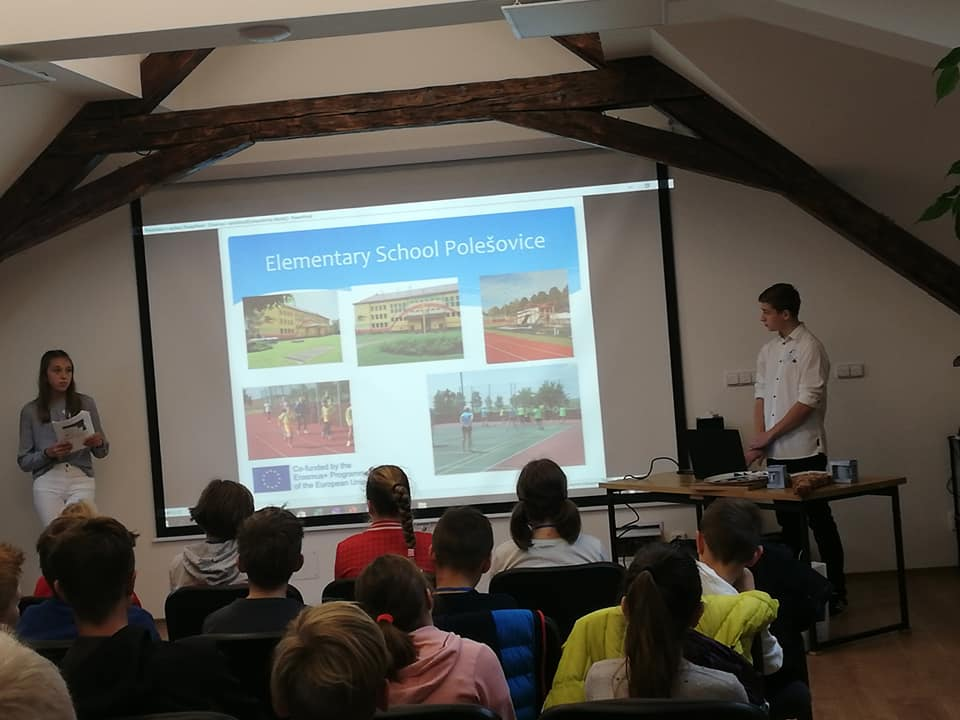 Elementary School Polešovice
Co-funded by the
Erasmus+ Programme
of the European Union